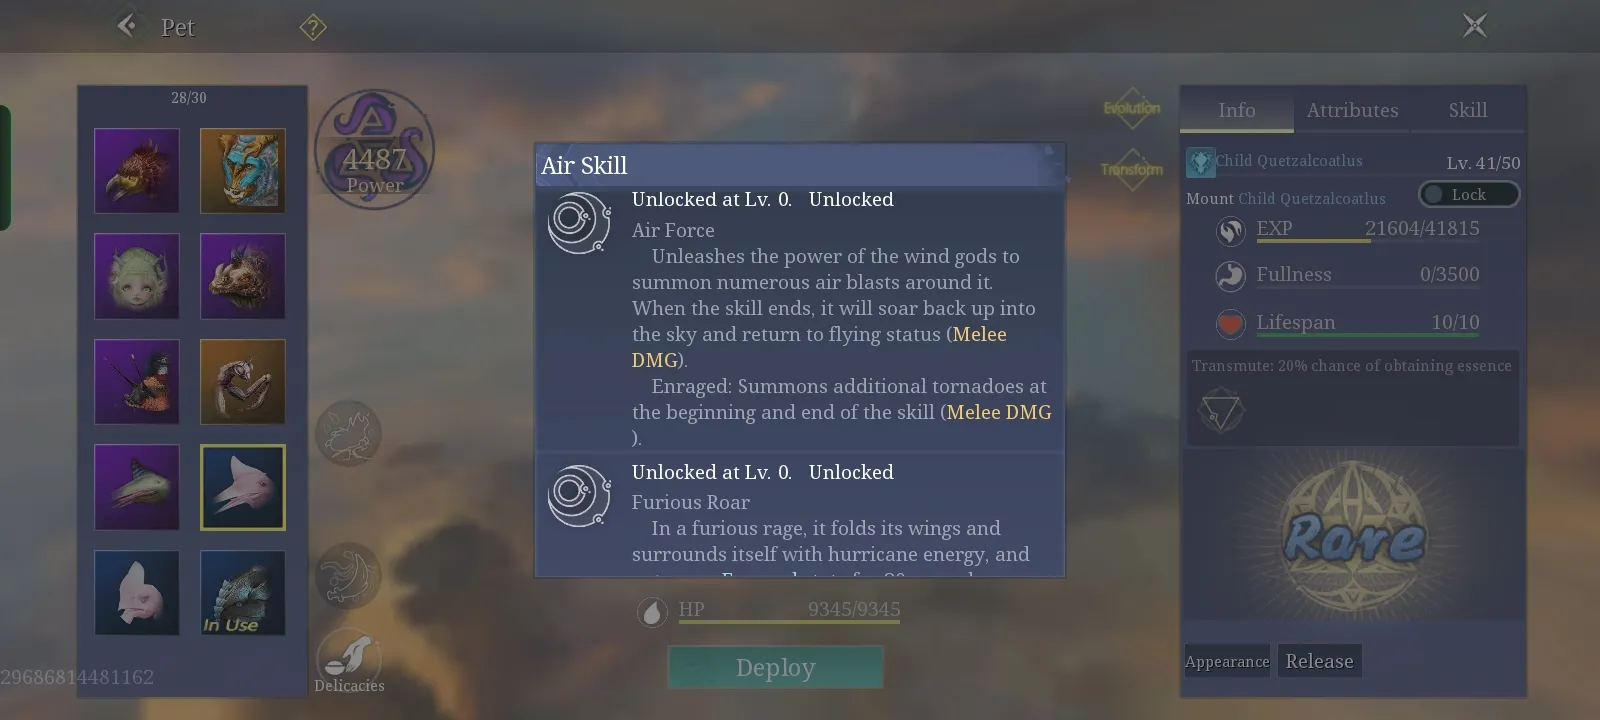 Pet
?
28/30
4487
Power
In Use
29686814481162
Delicacies
Air Skill
Unlocked at Lv. 0. Unlocked
Air Force
Unleashes the power of the wind gods to
summon numerous air blasts around it.
When the skill ends, it will soar back up into
the sky and return to flying status (Melee
DMG).
Enraged: Summons additional tornadoes at
the beginning and end of the skill (Melee DMG
).
Unlocked at Lv. 0. Unlocked
Furious Roar
In a furious rage, it folds its wings and
surrounds itself with hurricane energy, and
HP 9345/9345
Deploy
Evolution
Transform
Info Attributes Skill
Child Quetzalcoatlus Lv. 41/50
Mount Child Quetzalcoatlus Lock
EXP 21604/41815
Fullness 0/3500
Lifespan 10/10
Transmute: 20% chance of obtaining essence
Rare
Appearance Release